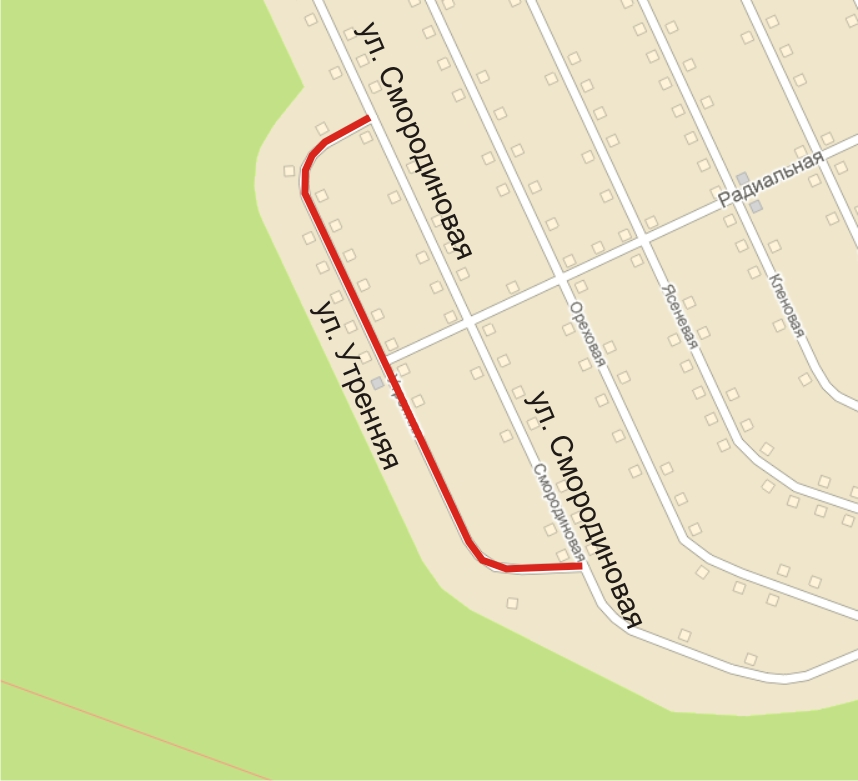 ул. Смородиновая
Радиальная
Кленовая
Ясеневая
Ореховая
ул. Утренняя
ул. Смородиновая
Смородиновая